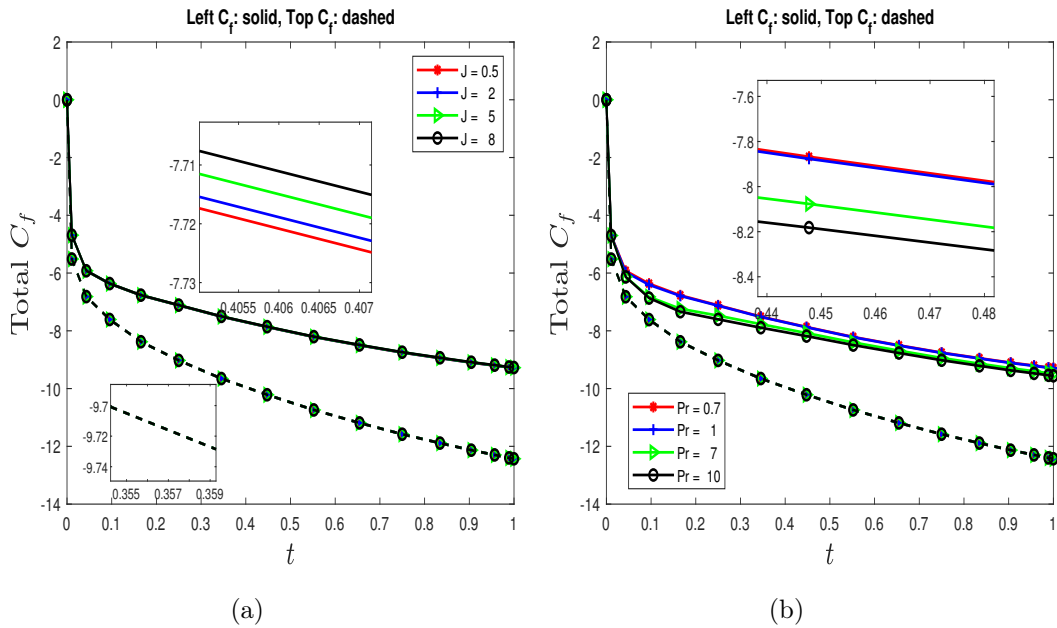 Left C_f: solid, Top C_f: dashed
Total C_f
2
0
-2
-4
-6
-8
-10
-12
-14
J = 0.5
J = 2
J = 5
J = 8
-7.71
-7.72
-7.73
0.4055 0.406 0.4065 0.407
-9.7
-9.72
-9.74
0.355 0.357 0.359
0 0.1 0.2 0.3 0.4 0.5 0.6 0.7 0.8 0.9 1
t
(a)
Left C_f: solid, Top C_f: dashed
Total C_f
2
0
-2
-4
-6
-8
-10
-12
-14
-7.6
-7.8
-8
-8.2
-8.4
0.44 0.45 0.46 0.47 0.48
Pr = 0.7
Pr = 1
Pr = 7
Pr = 10
0 0.1 0.2 0.3 0.4 0.5 0.6 0.7 0.8 0.9 1
t
(b)